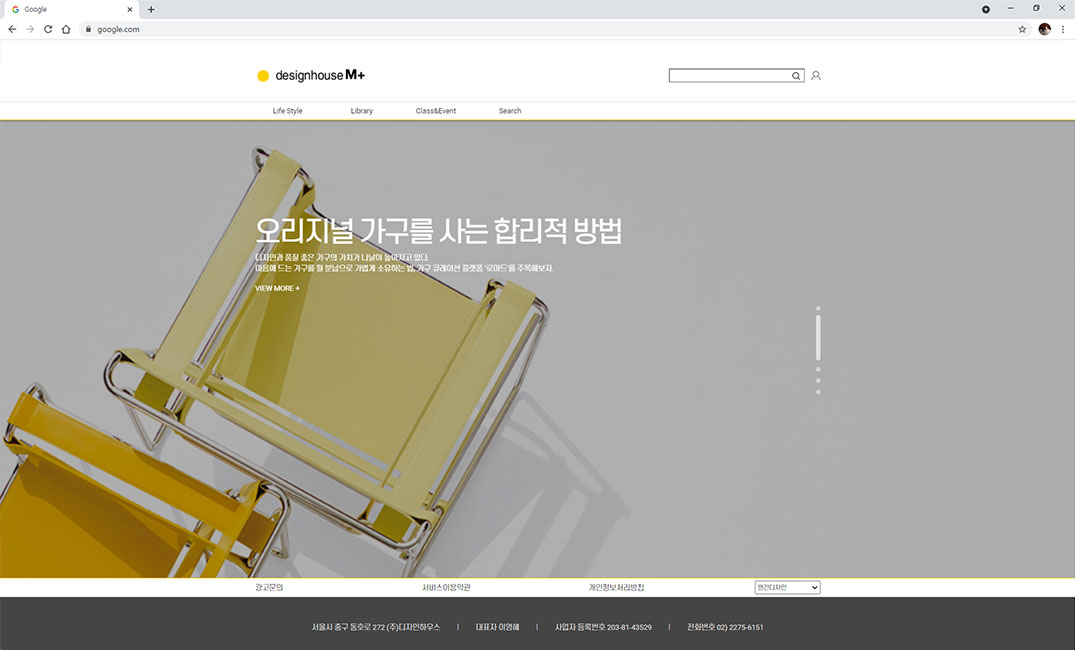 Google
google.com
designhouse M+
Life Style Library Class&Event Search
오리지널 가구를 사는 합리적 방법
디자인과 품질 좋은 가구의 가치가 나날이 높아지고 있다.
마음에 드는 가구를 월 분납으로 가볍게 소유하는 법, 가구 큐레이션 플랫폼 '로마드'를 주목해보자.
VIEW MORE +
광고문의 서비스이용약관 개인정보처리방침 월간디자인
서울시 중구 동호로 272 (주)디자인하우스 | 대표자 이영혜 | 사업자 등록번호 203-81-43529 | 전화번호 02) 2275-6151